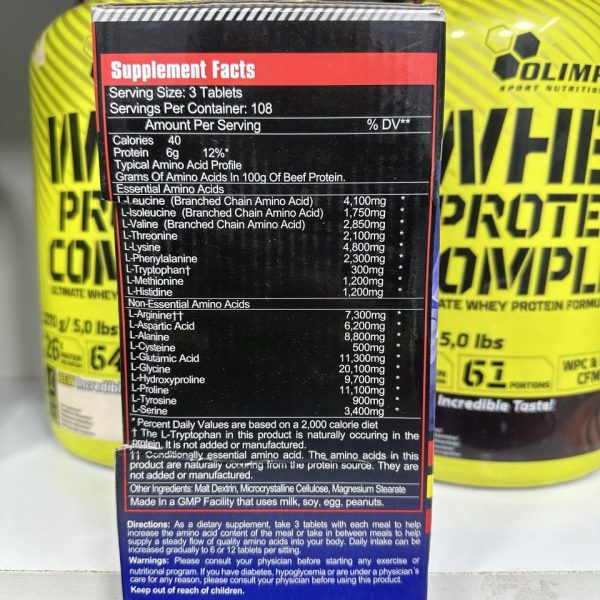 Supplement Facts
Serving Size: 3 Tablets
Servings Per Container: 108
Amount Per Serving % DV**
Calories 40
Protein 6g 12%*
Typical Amino Acid Profile
Grams Of Amino Acids In 100g Of Beef Protein.
Essential Amino Acids
L-Leucine (Branched Chain Amino Acid) 4,100mg *
L-Isoleucine (Branched Chain Amino Acid) 1,750mg *
L-Valine (Branched Chain Amino Acid) 2,850mg *
L-Threonine 2,100mg *
L-Lysine 4,800mg *
L-Phenylalanine 2,300mg *
L-Tryptophan† 300mg *
L-Methionine 1,200mg *
L-Histidine 1,200mg *
Non-Essential Amino Acids
L-Arginine†† 7,300mg *
L-Aspartic Acid 6,200mg *
L-Alanine 8,800mg *
L-Cysteine 500mg *
L-Glutamic Acid 11,300mg *
L-Glycine 20,100mg *
L-Hydroxyproline 9,700mg *
L-Proline 11,100mg *
L-Tyrosine 900mg *
L-Serine 3,400mg *
* Percent Daily Values are based on a 2,000 calorie diet
† The L-Tryptophan in this product is naturally occuring in the
protein. It is not added or manufactured.
†† Conditionally essential amino acid. The amino acids in this
product are naturally occuring from the protein source. They are
not added or manufactured.
Other Ingredients: Malt Dextrin, Microcrystalline Cellulose, Magnesium Stearate
Made In a GMP Facility that uses milk, soy, egg, peanuts.
Directions: As a dietary supplement, take 3 tablets with each meal to help
increase the amino acid content of the meal or take in between meals to help
supply a steady flow of quality amino acids into your body. Daily intake can be
increased gradually to 6 or 12 tablets per sitting.
Warnings: Please consult your physician before starting any exercise or
nutritional program. If you have diabetes, hypoglycemia or are under a physician's
care for any reason, please consult your physician before using this product.
Keep out of reach of children.
W
PR
COM
ULTIMATE WHEY
2270 g/ 5,0 lbs
26
64
Incredibl
OLIMP
SPORT NUTRITION
WHE
PROTE
OMPL
ATE WHEY PROTEIN FORMU
5,0 lbs
61 PORTIONS
WPC &
CFM
Incredible Taste!